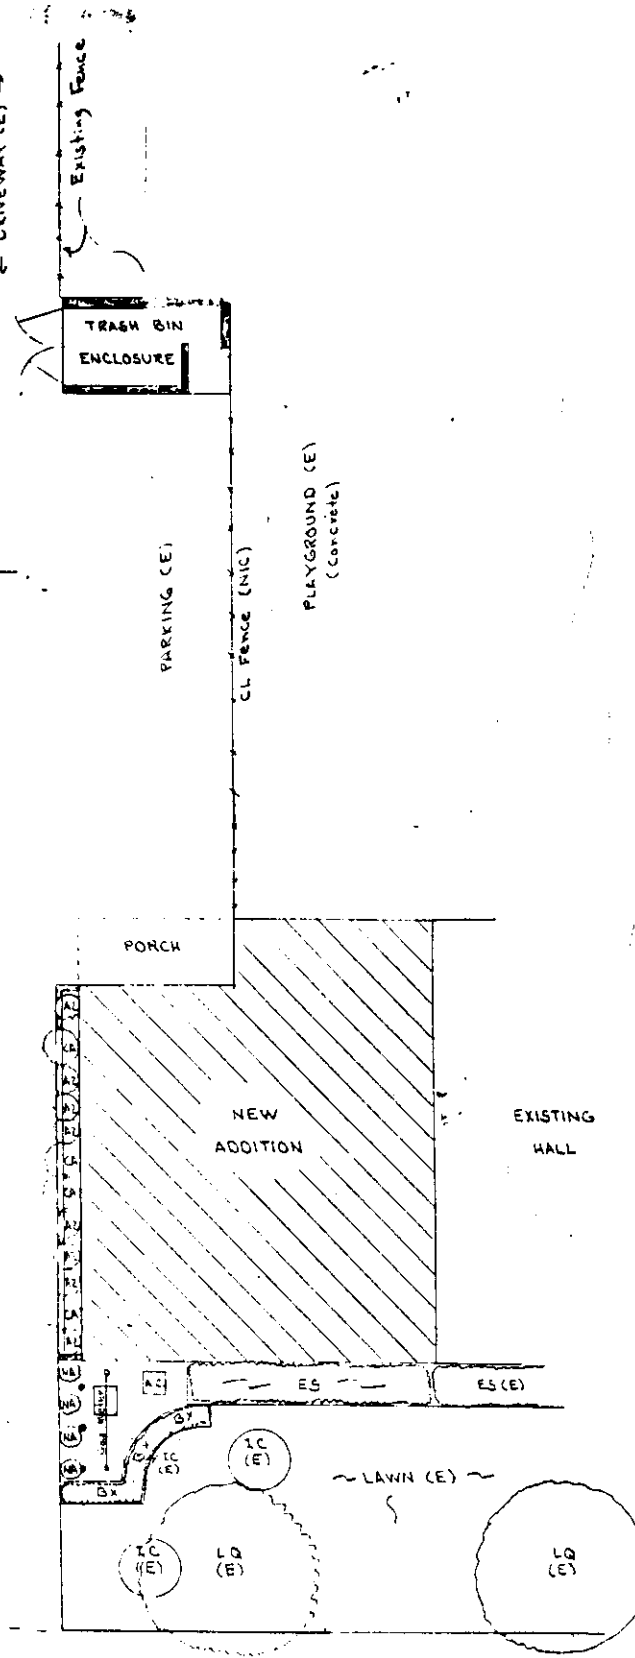 DRIVEWAY (E)
Existing Fence
TRASH BIN
ENCLOSURE
PARKING (E)
CL Fence (NIC)
PLAYGROUND (E)
(Concrete)
PORCH
NEW
ADDITION
EXISTING
HALL
AC
ES
ES (E)
BX
BX
BX
IC
(E)
IC
(E)
~ LAWN (E) ~
IC
(E)
LQ
(E)
LQ
(E)